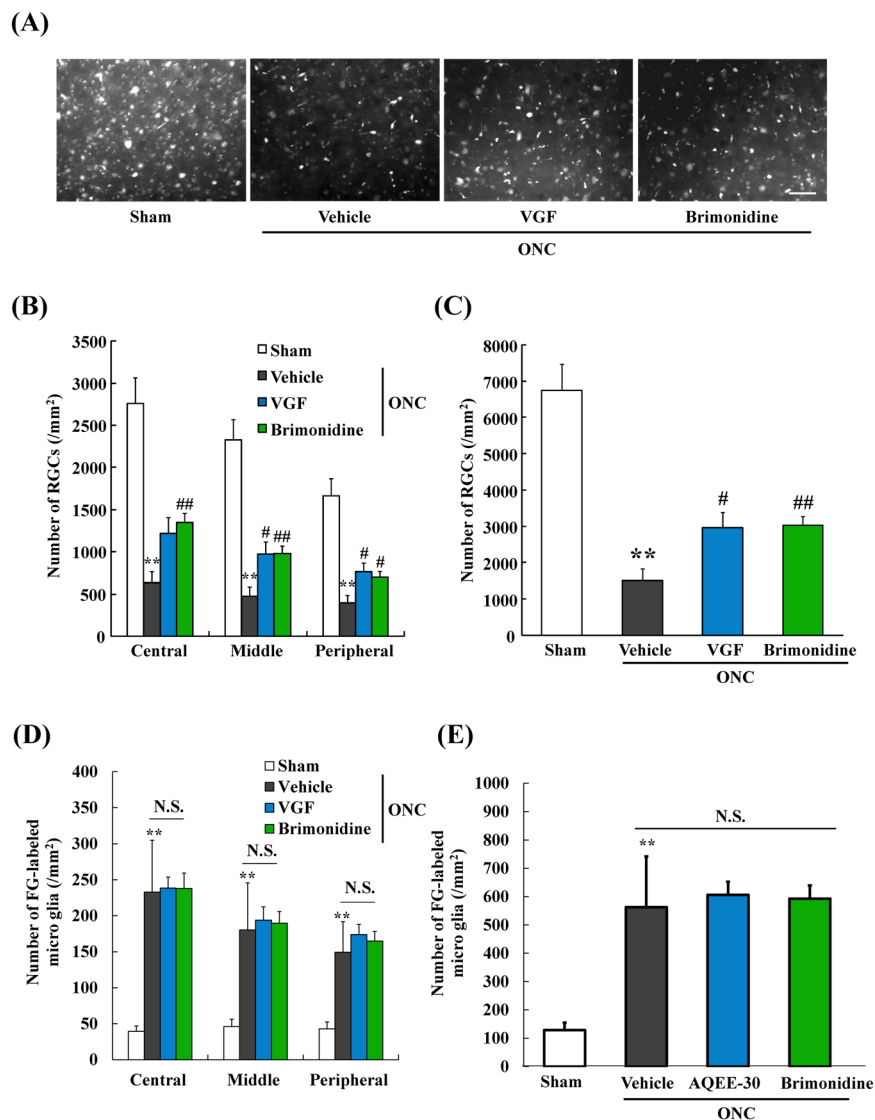 (A)
Sham Vehicle VGF Brimonidine
ONC
(B)
Number of RGCs (/mm²)
3500
3000
2500
2000
1500
1000
500
0
Sham
Vehicle
VGF
Brimonidine
ONC
** ##
** # ##
** # #
Central Middle Peripheral
(C)
Number of RGCs (/mm²)
8000
7000
6000
5000
4000
3000
2000
1000
0
** # ##
Sham Vehicle VGF Brimonidine
ONC
(D)
Number of FG-labeled
micro glia (/mm²)
400
350
300
250
200
150
100
50
0
Sham
Vehicle
VGF
Brimonidine
ONC
N.S.
**
N.S.
**
N.S.
**
Central Middle Peripheral
(E)
Number of FG-labeled
micro glia (/mm²)
1000
900
800
700
600
500
400
300
200
100
0
N.S.
**
Sham Vehicle AQEE-30 Brimonidine
ONC